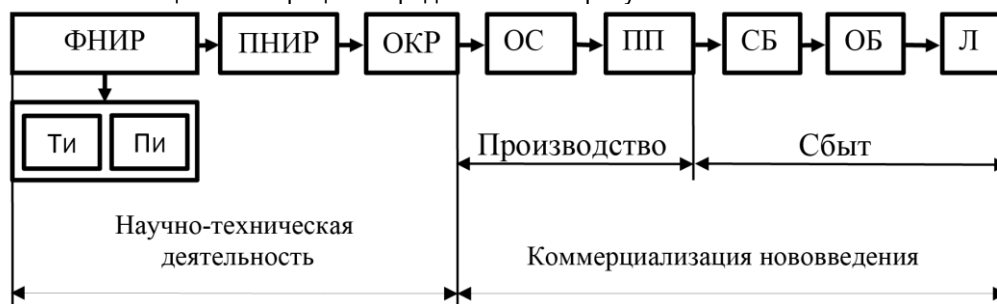 ФНИР ПНИР ОКР ОС ПП СБ ОБ Л
Ти Пи
Производство Сбыт
Научно-техническая
деятельность
Коммерциализация нововведения